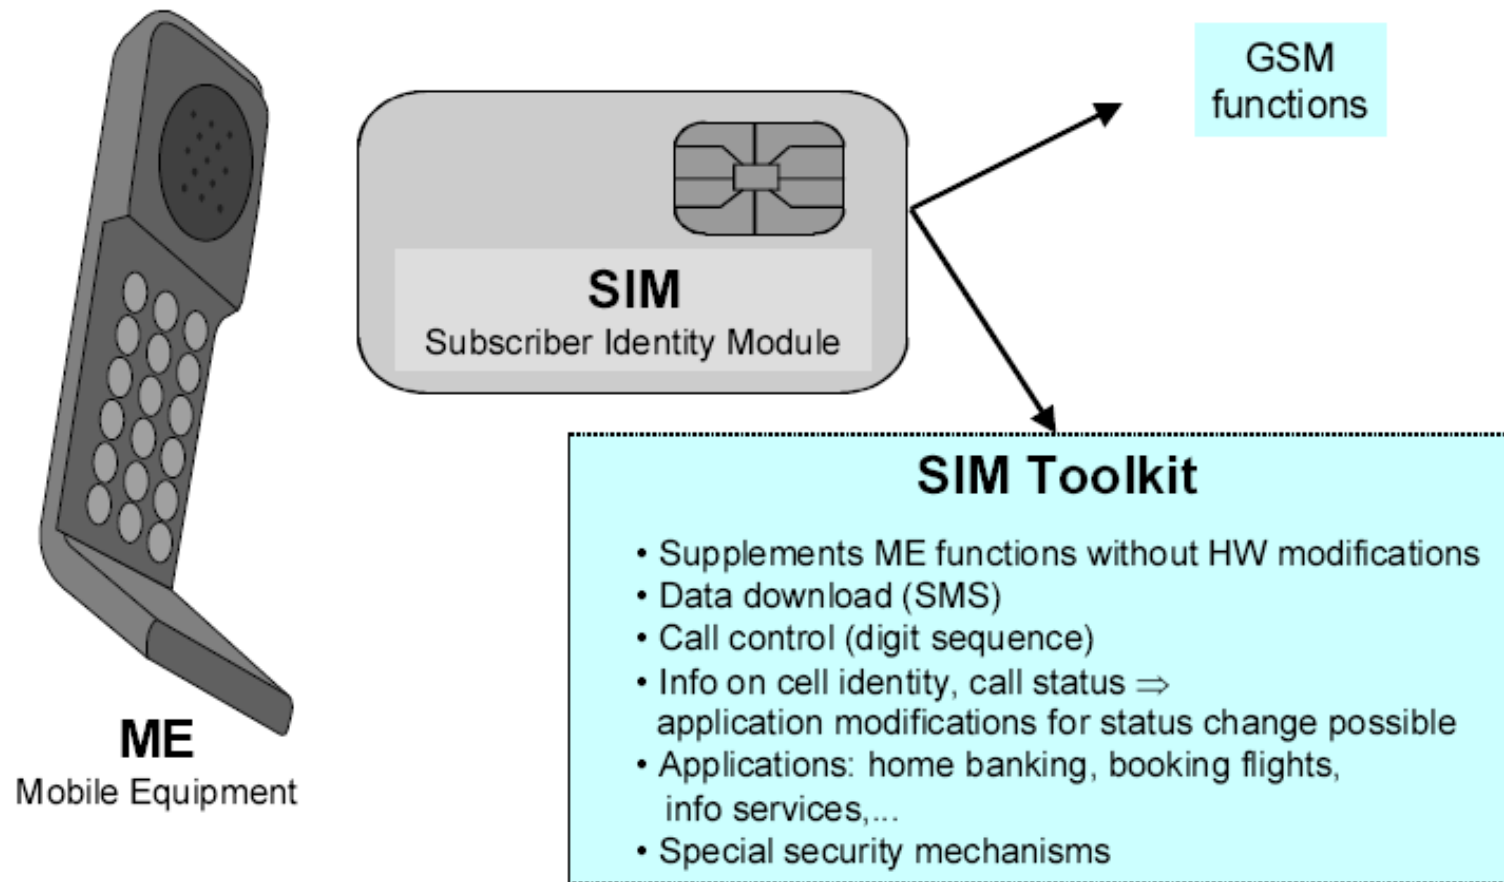 GSM
functions
SIM
Subscriber Identity Module
SIM Toolkit
• Supplements ME functions without HW modifications
• Data download (SMS)
• Call control (digit sequence)
• Info on cell identity, call status ⇒
application modifications for status change possible
• Applications: home banking, booking flights,
info services,...
• Special security mechanisms
ME
Mobile Equipment